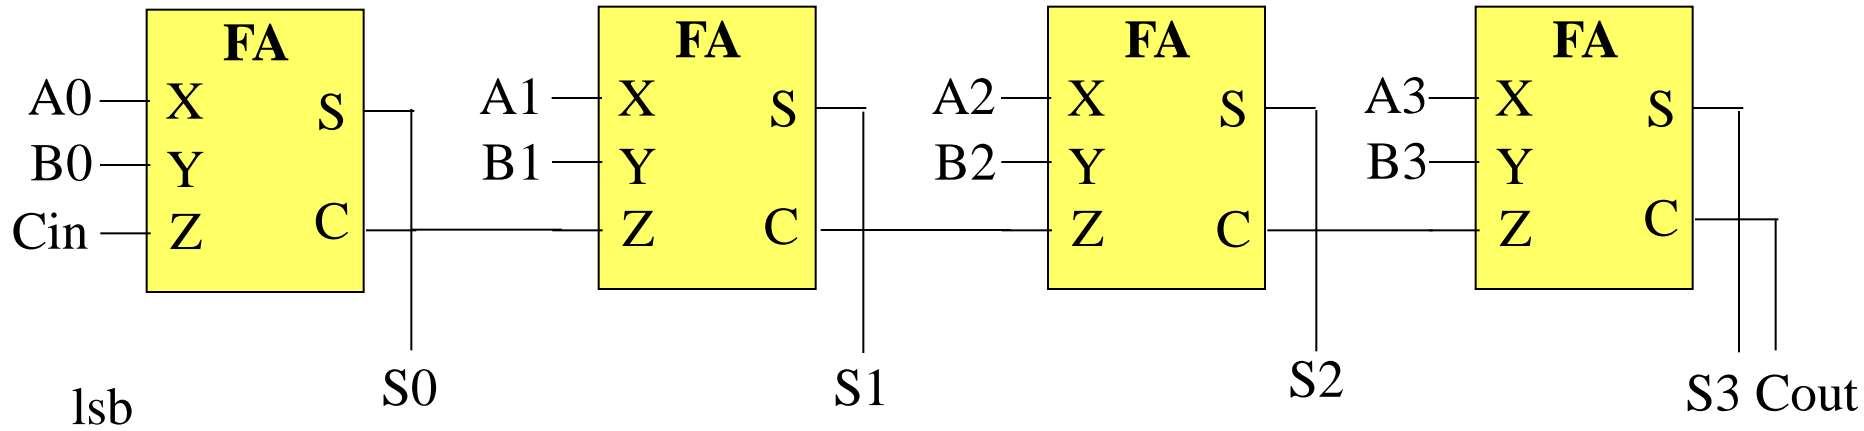 FA FA FA FA
A0 X S A1 X S A2 X S A3 X S
B0 Y B1 Y B2 Y B3 Y
Cin Z C Z C Z C Z C
lsb S0 S1 S2 S3 Cout